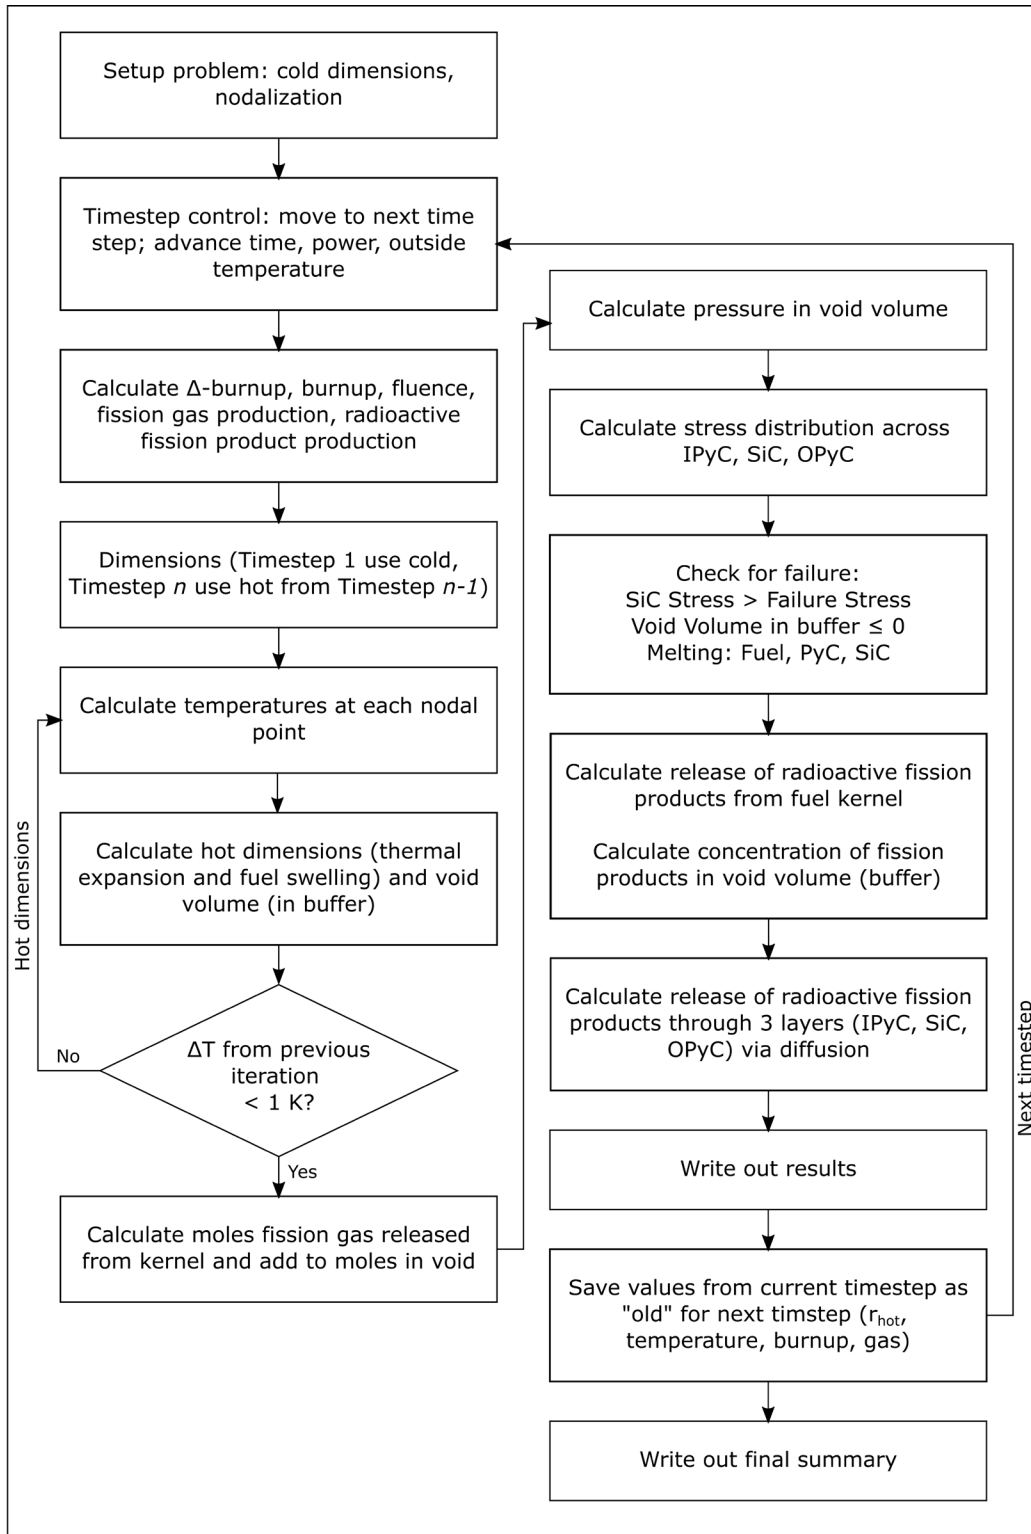 Setup problem: cold dimensions,
nodalization
Timestep control: move to next time
step; advance time, power, outside
temperature
Calculate Δ-burnup, burnup, fluence,
fission gas production, radioactive
fission product production
Dimensions (Timestep 1 use cold,
Timestep n use hot from Timestep n-1)
Calculate temperatures at each nodal
point
Calculate hot dimensions (thermal
expansion and fuel swelling) and void
volume (in buffer)
Hot dimensions
ΔT from previous
iteration
< 1 K?
No
Yes
Calculate moles fission gas released
from kernel and add to moles in void
Calculate pressure in void volume
Calculate stress distribution across
IPyC, SiC, OPyC
Check for failure:
SiC Stress > Failure Stress
Void Volume in buffer ≤ 0
Melting: Fuel, PyC, SiC
Calculate release of radioactive fission
products from fuel kernel
Calculate concentration of fission
products in void volume (buffer)
Calculate release of radioactive fission
products through 3 layers (IPyC, SiC,
OPyC) via diffusion
Write out results
Save values from current timestep as
"old" for next timstep (rhot,
temperature, burnup, gas)
Next timestep
Write out final summary